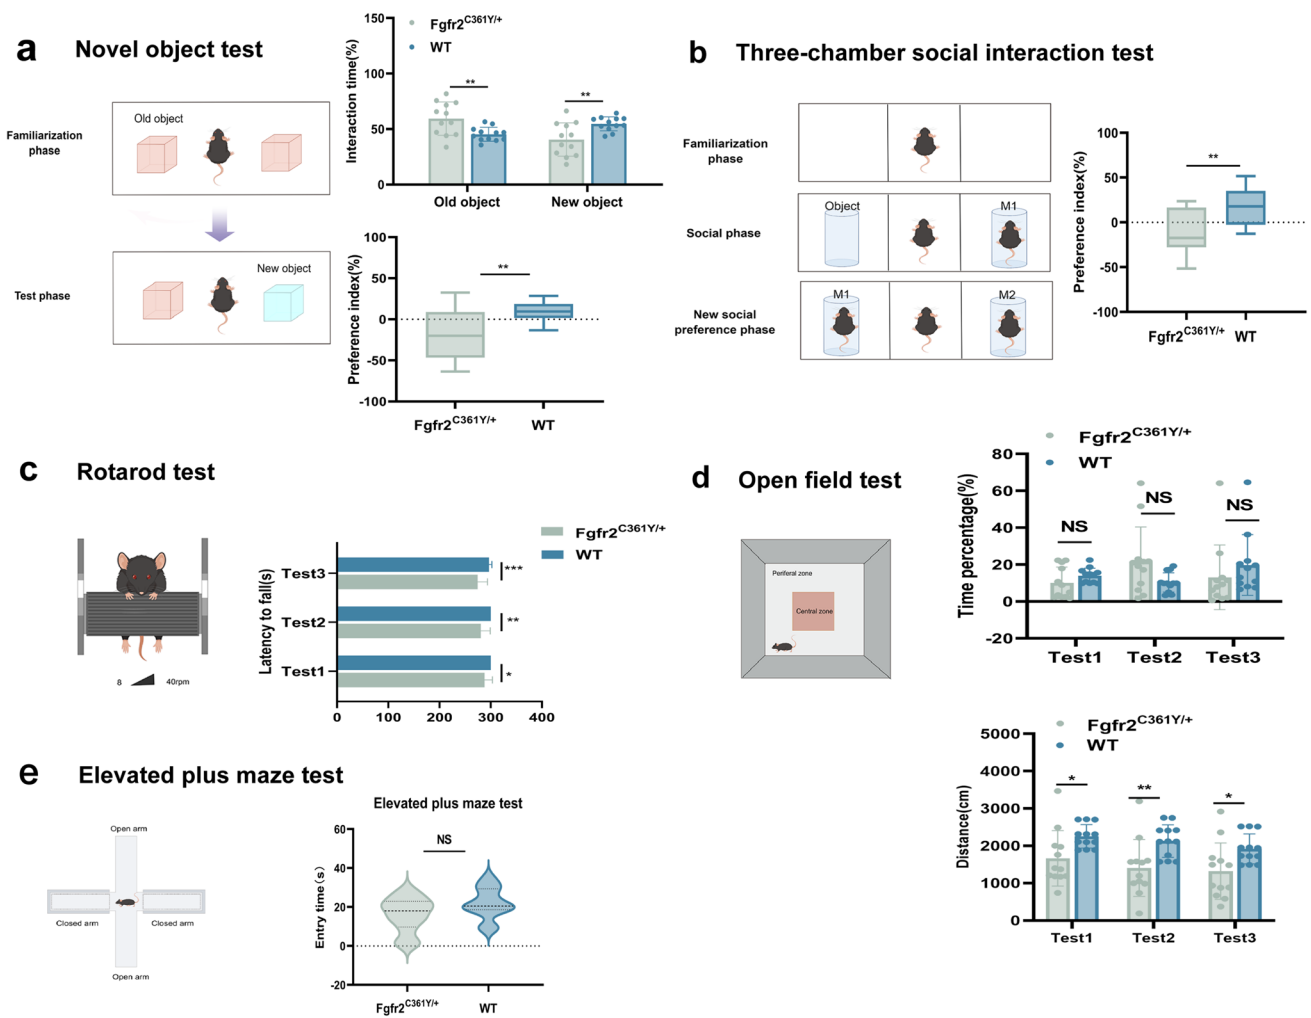 a Novel object test
Familiarization
phase
Old object
Test phase
New object
Fgfr2C361Y/+
WT
Interaction time(%)
150
100
50
0
**
**
Old object
New object
Preference index(%)
100
50
0
-50
-100
**
Fgfr2C361Y/+
WT
b Three-chamber social interaction test
Familiarization
phase
Social phase
Object
M1
New social
preference phase
M1
M2
Preference index(%)
100
50
0
-50
-100
**
Fgfr2C361Y/+
WT
c Rotarod test
8
40rpm
Latency to fall(s)
Fgfr2C361Y/+
WT
Test3
***
Test2
**
Test1
*
0 100 200 300 400
d Open field test
Periferal zone
Central zone
Fgfr2C361Y/+
WT
Time percentage(%)
80
60
40
20
0
-20
NS
NS
NS
Test1 Test2 Test3
Fgfr2C361Y/+
WT
Distance(cm)
5000
4000
3000
2000
1000
0
*
**
*
Test1 Test2 Test3
e Elevated plus maze test
Open arm
Closed arm
Closed arm
Open arm
Elevated plus maze test
Entry time(s)
60
40
20
0
-20
NS
Fgfr2C361Y/+
WT